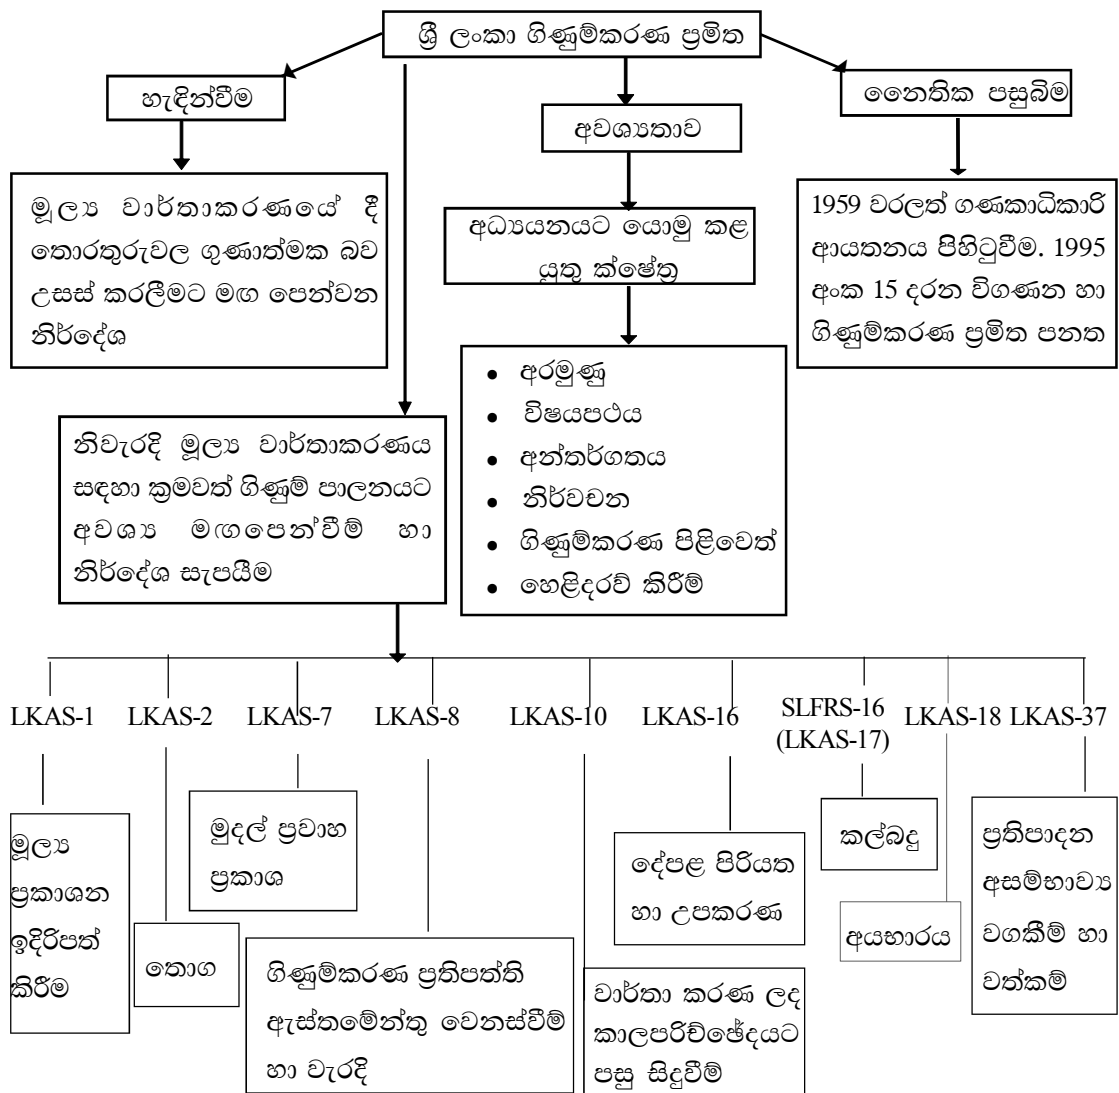 ශ්‍රී ලංකා ගිණුම්කරණ ප්‍රමිත
හැඳින්වීම
අවශ්‍යතාව
නෛතික පසුබිම
මූල්‍ය වාර්තාකරණයේ දී
තොරතුරුවල ගුණාත්මක බව
උසස් කරලීමට මඟ පෙන්වන
නිර්දේශ
අධ්‍යයනයට යොමු කළ
යුතු ක්ෂේත්‍ර
1959 වරලත් ගණකාධිකාරි
ආයතනය පිහිටුවීම. 1995
අංක 15 දරන විගණන හා
ගිණුම්කරණ ප්‍රමිත පනත
නිවැරදි මූල්‍ය වාර්තාකරණය
සඳහා ක්‍රමවත් ගිණුම් පාලනයට
අවශ්‍ය මඟපෙන්වීම් හා
නිර්දේශ සැපයීම
• අරමුණු
• විෂයපථය
• අන්තර්ගතය
• නිර්වචන
• ගිණුම්කරණ පිළිවෙත්
• හෙළිදරව් කිරීම්
LKAS-1
LKAS-2
LKAS-7
LKAS-8
LKAS-10
LKAS-16
SLFRS-16
(LKAS-17)
LKAS-18
LKAS-37
මූල්‍ය
ප්‍රකාශන
ඉදිරිපත්
කිරීම
තොග
මුදල් ප්‍රවාහ
ප්‍රකාශ
ගිණුම්කරණ ප්‍රතිපත්ති
ඇස්තමේන්තු වෙනස්වීම්
හා වැරදි
වාර්තා කරණ ලද
කාලපරිච්ඡේදයට
පසු සිදුවීම්
දේපළ පිරියත
හා උපකරණ
කල්බදු
අයභාරය
ප්‍රතිපාදන
අසම්භාව්‍ය
වගකීම් හා
වත්කම්